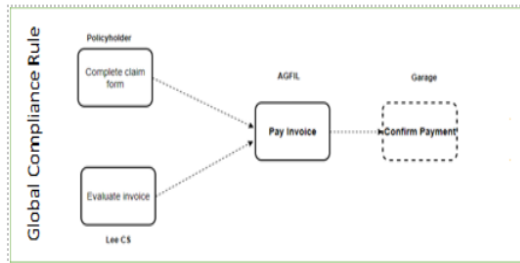 Global Compliance Rule
Policyholder
Complete claim
form
AGFIL
Pay Invoice
Garage
Confirm Payment
Evaluate invoice
Lee CS